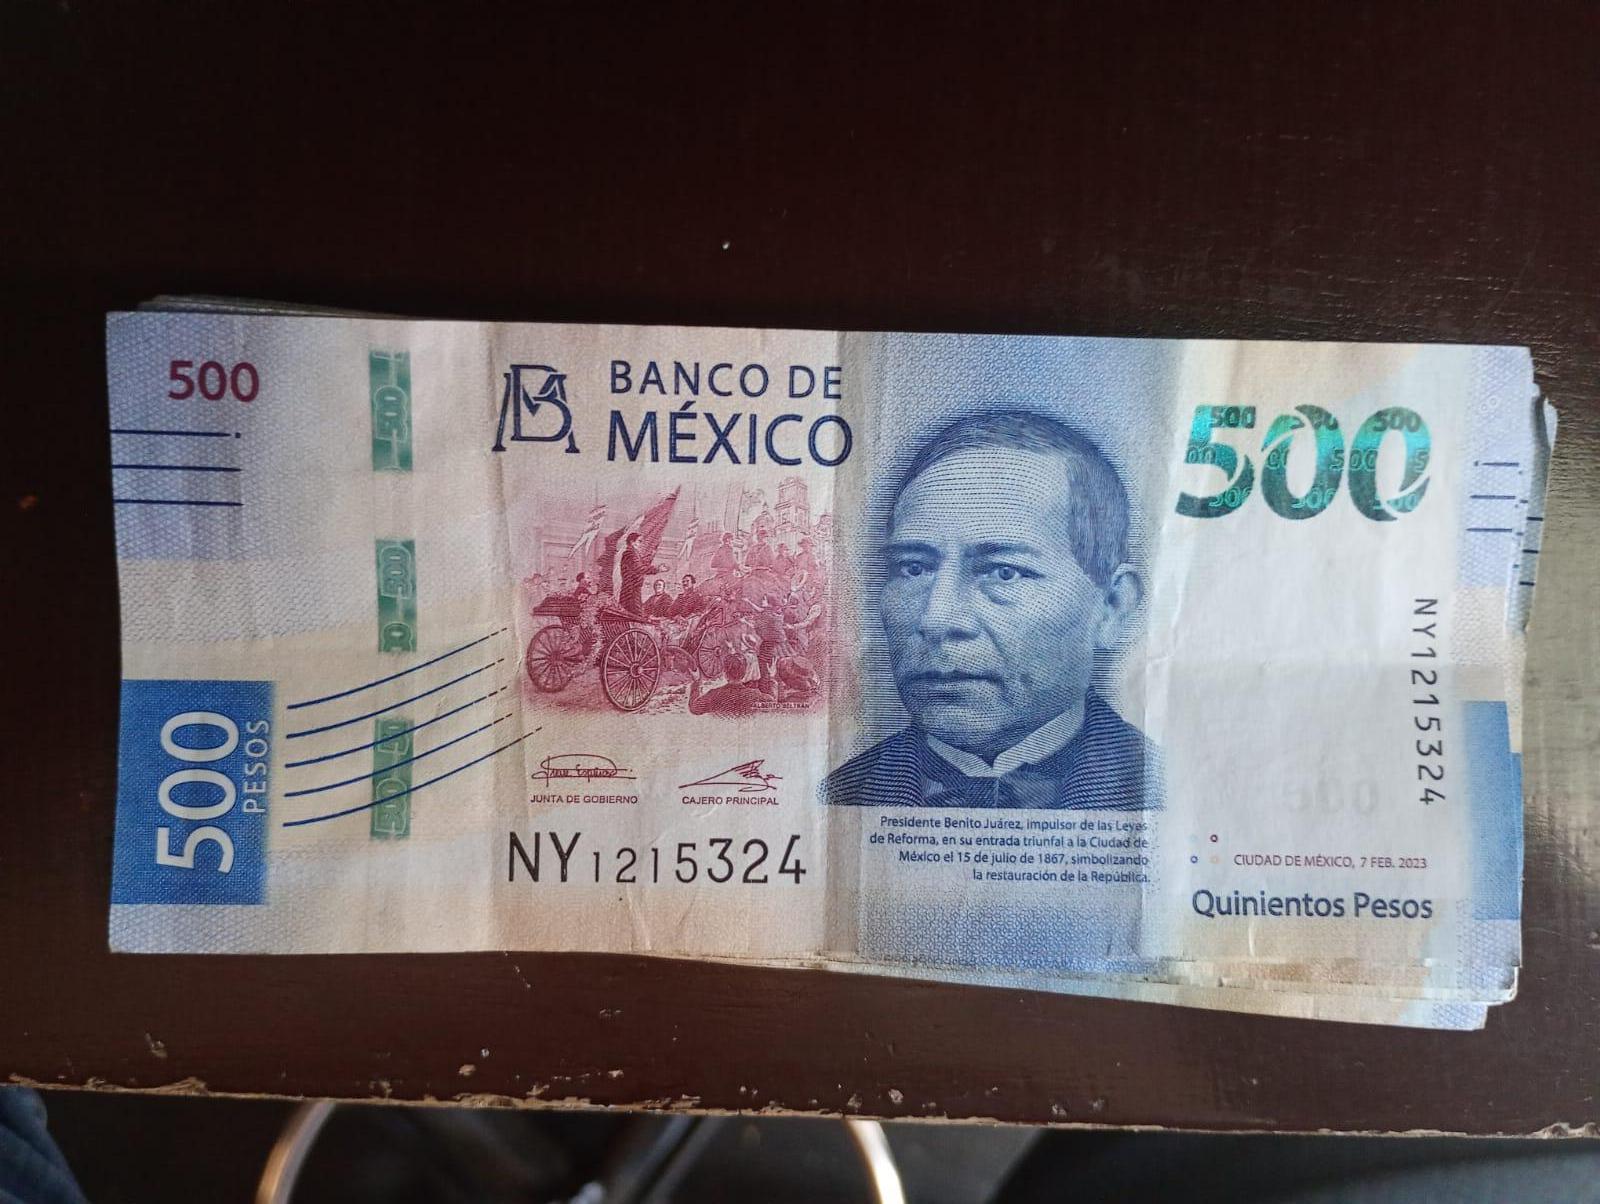 500
500
PESOS
BANCO DE
MÉXICO
ALBERTO BELTRÁN
JUNTA DE GOBIERNO
CAJERO PRINCIPAL
NY1215324
Presidente Benito Juárez, impulsor de las Leyes
de Reforma, en su entrada triunfal a la Ciudad de
México el 15 de julio de 1867, simbolizando
la restauración de la República.
500
NY1215324
CIUDAD DE MÉXICO, 7 FEB. 2023
Quinientos Pesos